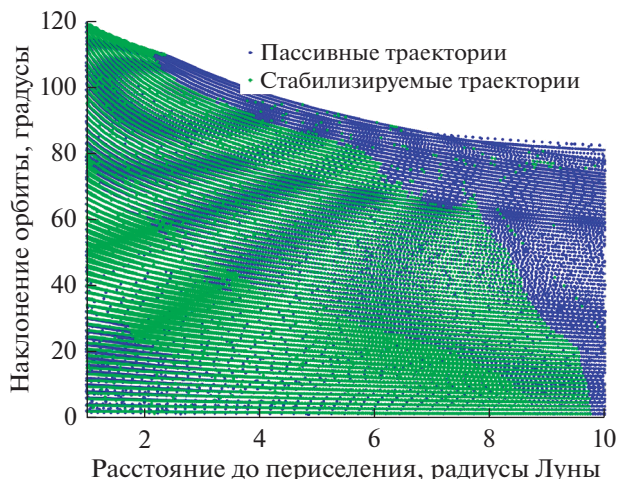 Наклонение орбиты, градусы
120
100
80
60
40
20
0
Пассивные траектории
Стабилизируемые траектории
2 4 6 8 10
Расстояние до периселения, радиусы Луны